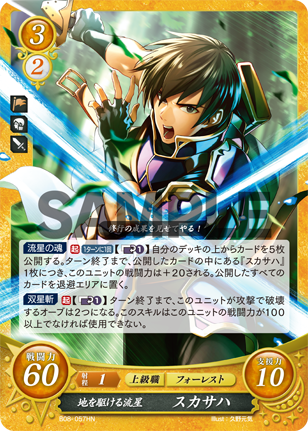 3
2
SAMPLE
修行の成果を見せてやる!
流星の魂 起 【1ターンに1回】【1】自分のデッキの上からカードを5枚
公開する。ターン終了まで、公開したカードの中にある『スカサハ』
1枚につき、このユニットの戦闘力は+20される。公開したすべての
カードを退避エリアに置く。
双星斬 起 【1】ターン終了まで、このユニットが攻撃で破壊
するオーブは2つになる。このスキルはこのユニットの戦闘力が100
以上でなければ使用できない。
戦闘力
60
射程 1 上級職 フォーレスト
支援力
10
地を駆ける流星 スカサハ
B08-057HN
Illust:久野元気